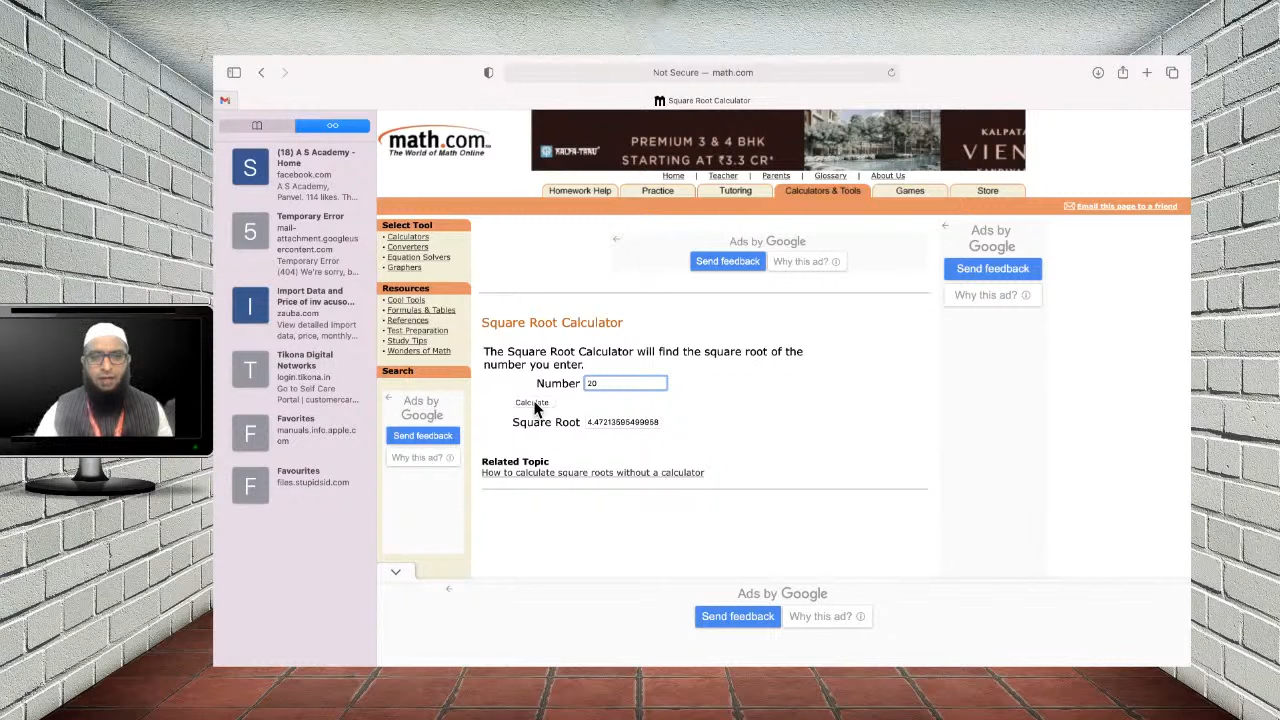 Not Secure — math.com
Square Root Calculator
(18) A S Academy -
Home
facebook.com
A S Academy,
Panvel. 114 likes. Th...
Temporary Error
mail-
attachment.googleus
ercontent.com
Temporary Error
(404) We're sorry, b...
Import Data and
Price of inv acuso...
zauba.com
View detailed Import
data, price, monthly...
Tikona Digital
Networks
login.tikona.in
Go to Self Care
Portal | customercar...
Favorites
manuals.info.apple.c
om
Favourites
files.stupidsid.com
S
5
I
T
F
F
math.com
The World of Math Online
KALPA-TARU
PREMIUM 3 & 4 BHK
STARTING AT ₹3.3 CR*
KALPATA
VIEN
Home | Teacher | Parents | Glossary | About Us
Homework Help Practice Tutoring Calculators & Tools Games Store
Email this page to a friend
Select Tool
• Calculators
• Converters
• Equation Solvers
• Graphers
Resources
• Cool Tools
• Formulas & Tables
• References
• Test Preparation
• Study Tips
• Wonders of Math
Search
Ads by
Google
Send feedback
Why this ad?
Ads by Google
Send feedback Why this ad?
Square Root Calculator
The Square Root Calculator will find the square root of the
number you enter.
Number 20
Calculate
Square Root 4.47213595499958
Related Topic
How to calculate square roots without a calculator
Ads by
Google
Send feedback
Why this ad?
Ads by Google
Send feedback Why this ad?